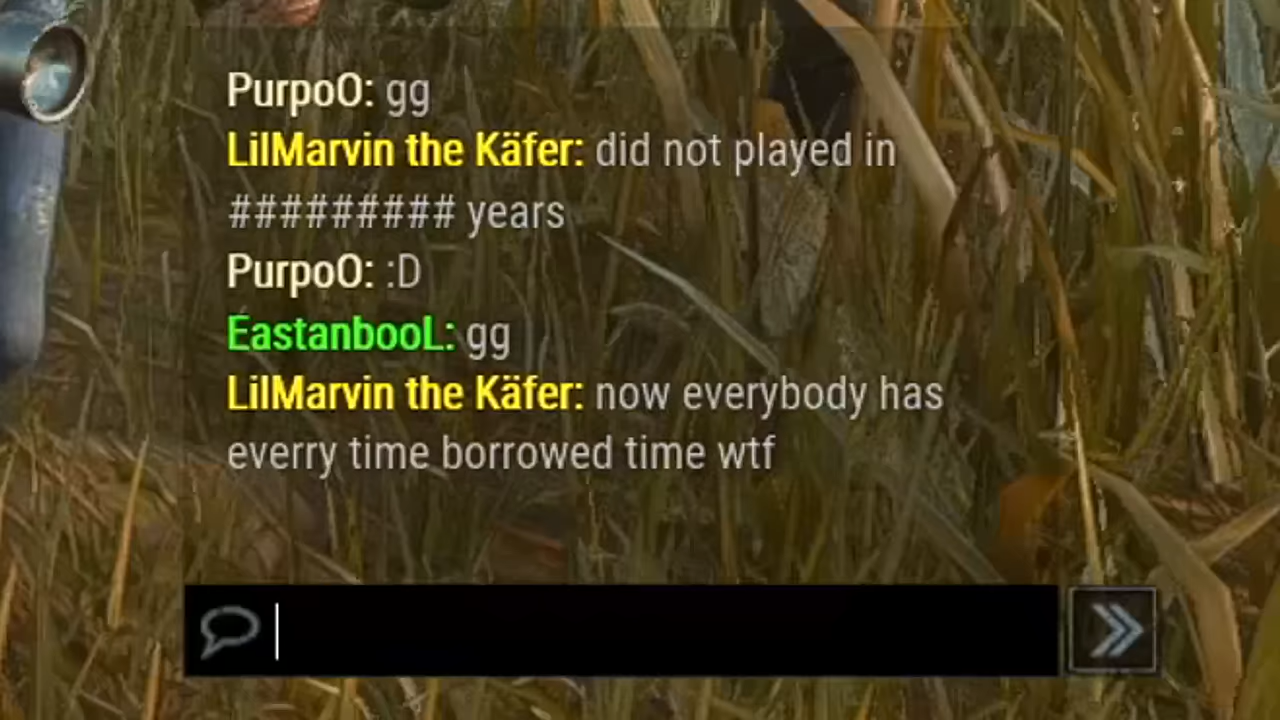 PurpoO: gg
LilMarvin the Käfer: did not played in
######### years
PurpoO: :D
EastanbooL: gg
LilMarvin the Käfer: now everybody has
everry time borrowed time wtf